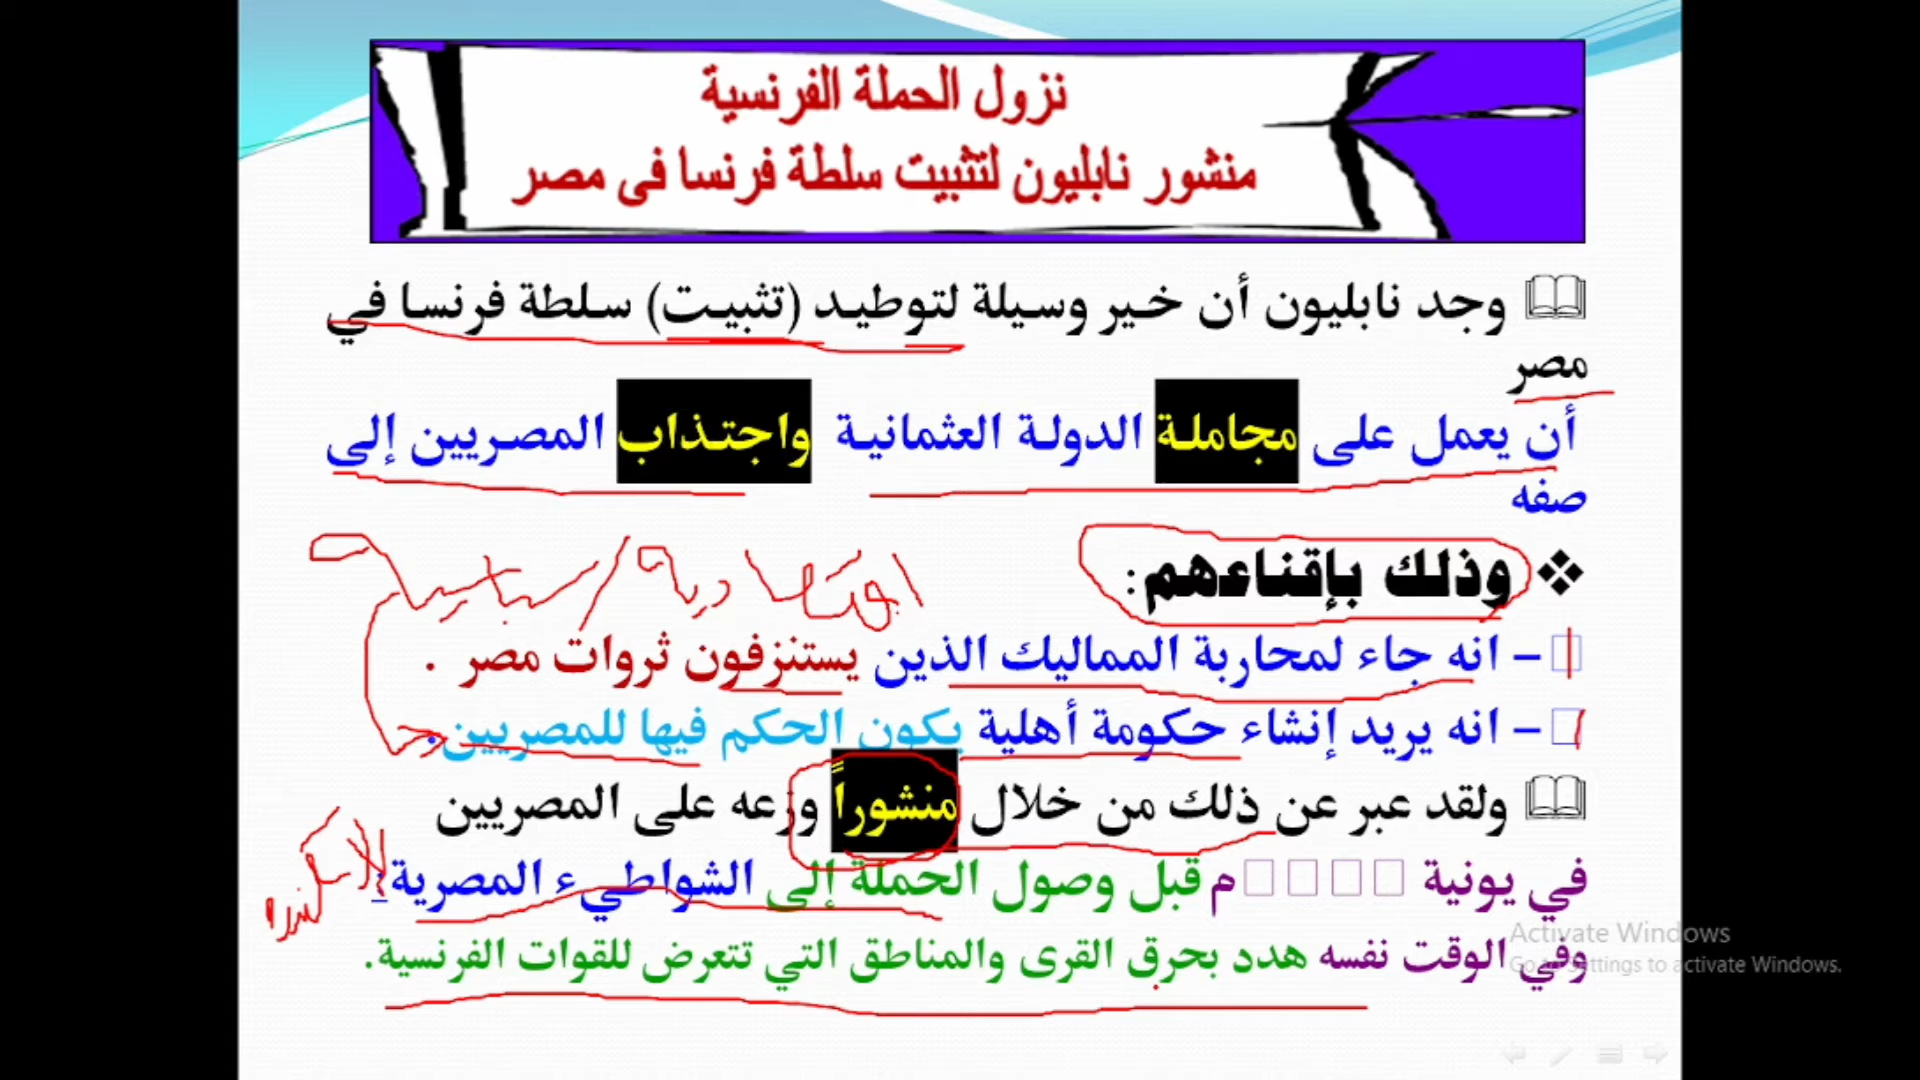 نزول الحملة الفرنسية
منشور نابليون لتثبيت سلطة فرنسا فى مصر
وجد نابليون أن خير وسيلة لتوطيد (تثبيت) سلطة فرنسا في
مصر
أن يعمل على مجاملة الدولة العثمانية واجتذاب المصريين إلى
صفه
وذلك بإقناعهم :
اقتصادية / سياسية
– انه جاء لمحاربة المماليك الذين يستنزفون ثروات مصر .
– انه يريد إنشاء حكومة أهلية يكون الحكم فيها للمصريين .
ولقد عبر عن ذلك من خلال منشوراً وزعه على المصريين
في يونية م قبل وصول الحملة إلى الشواطيء المصرية:
وفي الوقت نفسه هدد بحرق القرى والمناطق التي تتعرض للقوات الفرنسية.
Activate Windows
Go to Settings to activate Windows.